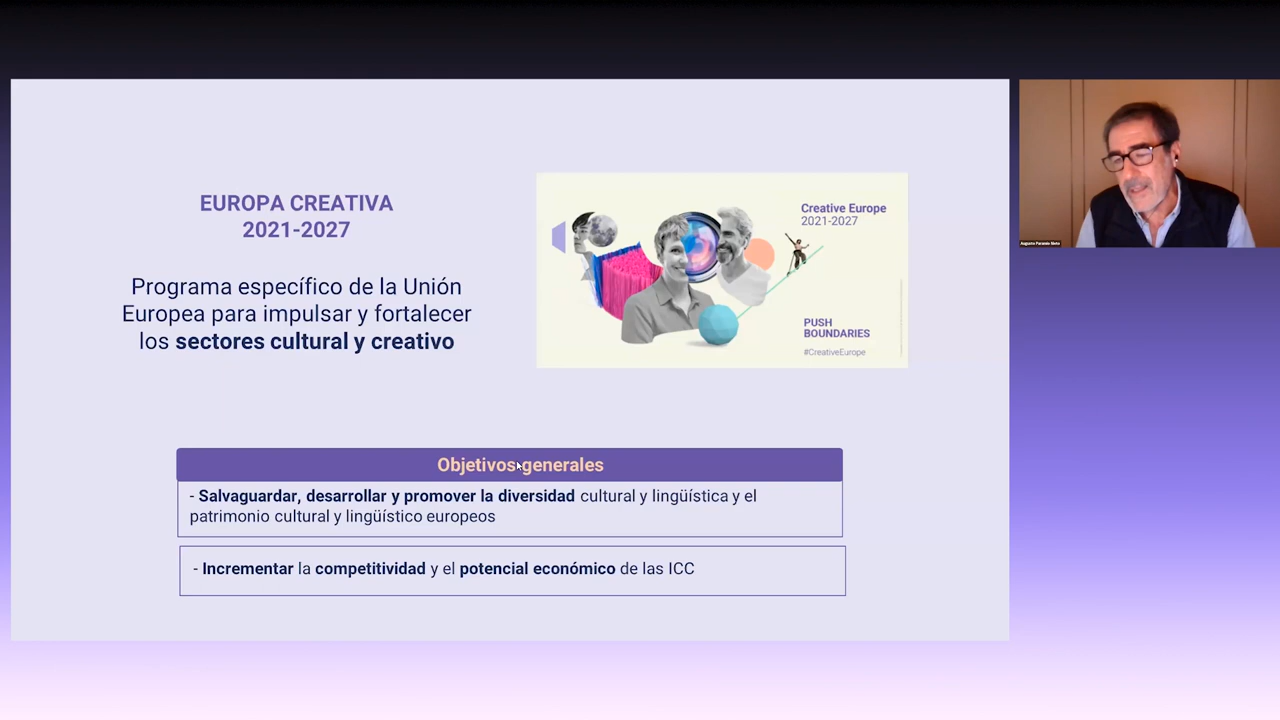 EUROPA CREATIVA
2021-2027
Programa específico de la Unión
Europea para impulsar y fortalecer
los sectores cultural y creativo
Creative Europe
2021-2027
PUSH
BOUNDARIES
#CreativeEurope
Objetivos generales
- Salvaguardar, desarrollar y promover la diversidad cultural y lingüística y el
patrimonio cultural y lingüístico europeos
- Incrementar la competitividad y el potencial económico de las ICC